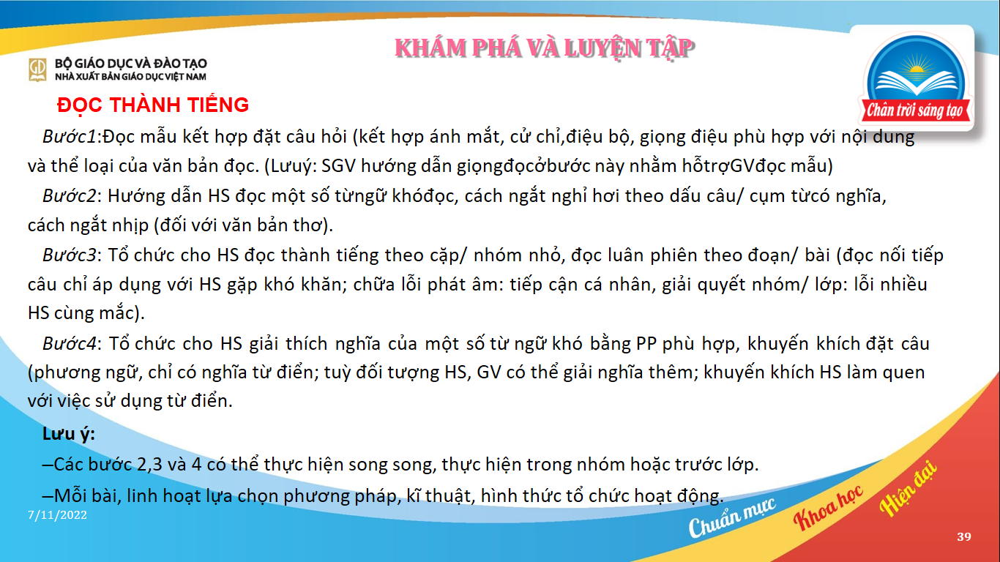 KHÁM PHÁ VÀ LUYỆN TẬP
BỘ GIÁO DỤC VÀ ĐÀO TẠO
NHÀ XUẤT BẢN GIÁO DỤC VIỆT NAM
Chân trời sáng tạo
ĐỌC THÀNH TIẾNG
Bước1:Đọc mẫu kết hợp đặt câu hỏi (kết hợp ánh mắt, cử chỉ,điệu bộ, giọng điệu phù hợp với nội dung
và thể loại của văn bản đọc. (Lưuý: SGV hướng dẫn giọngđọcởbước này nhằm hỗtrợGVđọc mẫu)
Bước2: Hướng dẫn HS đọc một số từngữ khóđọc, cách ngắt nghỉ hơi theo dấu câu/ cụm từcó nghĩa,
cách ngắt nhịp (đối với văn bản thơ).
Bước3: Tổ chức cho HS đọc thành tiếng theo cặp/ nhóm nhỏ, đọc luân phiên theo đoạn/ bài (đọc nối tiếp
câu chỉ áp dụng với HS gặp khó khăn; chữa lỗi phát âm: tiếp cận cá nhân, giải quyết nhóm/ lớp: lỗi nhiều
HS cùng mắc).
Bước4: Tổ chức cho HS giải thích nghĩa của một số từ ngữ khó bằng PP phù hợp, khuyến khích đặt câu
(phương ngữ, chỉ có nghĩa từ điển; tuỳ đối tượng HS, GV có thể giải nghĩa thêm; khuyến khích HS làm quen
với việc sử dụng từ điển.
Lưu ý:
–Các bước 2,3 và 4 có thể thực hiện song song, thực hiện trong nhóm hoặc trước lớp.
–Mỗi bài, linh hoạt lựa chọn phương pháp, kĩ thuật, hình thức tổ chức hoạt động.
7/11/2022
Chuẩn mực
Khoa học
Hiện đại
39